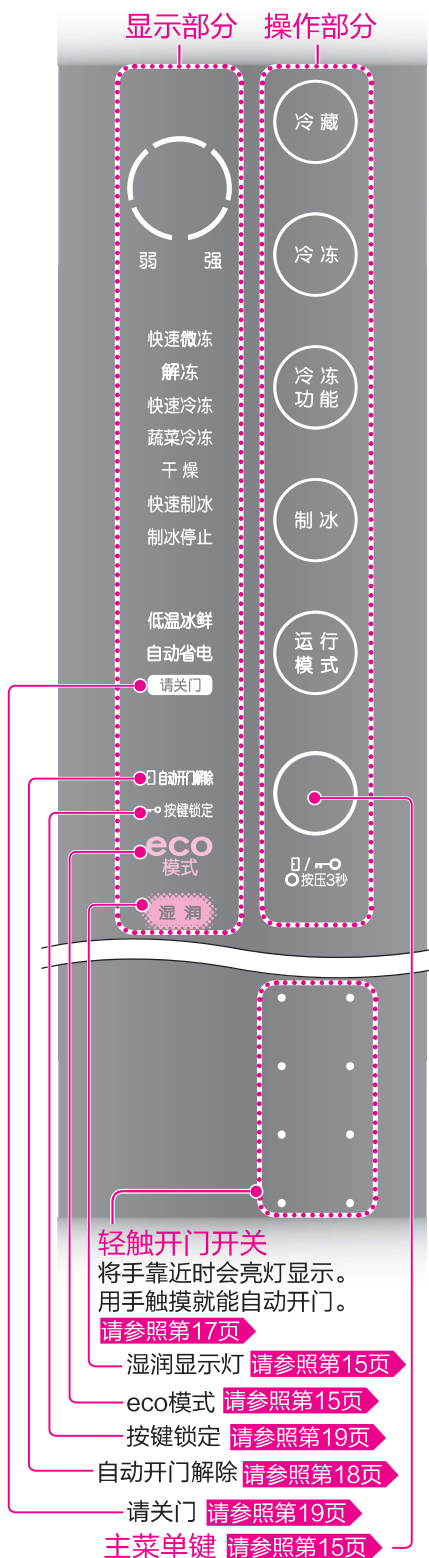 显示部分 操作部分
冷藏
弱 强
冷冻
快速微冻
解冻
快速冷冻
蔬菜冷冻
干燥
快速制冰
制冰停止
冷冻
功能
制冰
低温冰鲜
自动省电
请关门
运行
模式
自动开门解除
按键锁定
eco
模式
湿润
/
按压3秒
轻触开门开关
将手靠近时会亮灯显示。
用手触摸就能自动开门。
请参照第17页
湿润显示灯 请参照第15页
eco模式 请参照第15页
按键锁定 请参照第19页
自动开门解除 请参照第18页
请关门 请参照第19页
主菜单键 请参照第15页